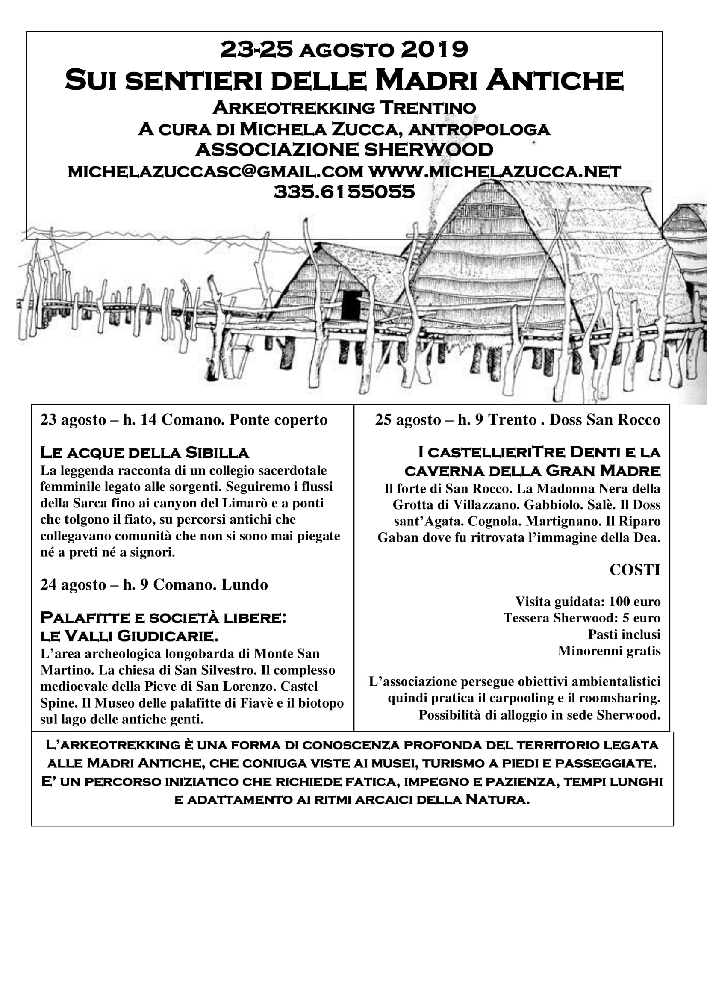 23-25 AGOSTO 2019
SUI SENTIERI DELLE MADRI ANTICHE
ARKEOTREKKING TRENTINO
A CURA DI MICHELA ZUCCA, ANTROPOLOGA
ASSOCIAZIONE SHERWOOD
MICHELAZUCCASC@GMAIL.COM WWW.MICHELAZUCCA.NET
335.6155055
23 agosto – h. 14 Comano. Ponte coperto
LE ACQUE DELLA SIBILLA
La leggenda racconta di un collegio sacerdotale
femminile legato alle sorgenti. Seguiremo i flussi
della Sarca fino ai canyon del Limarò e a ponti
che tolgono il fiato, su percorsi antichi che
collegavano comunità che non si sono mai piegate
né a preti né a signori.
24 agosto – h. 9 Comano. Lundo
PALAFITTE E SOCIETÀ LIBERE:
LE VALLI GIUDICARIE.
L’area archeologica longobarda di Monte San
Martino. La chiesa di San Silvestro. Il complesso
medioevale della Pieve di San Lorenzo. Castel
Spine. Il Museo delle palafitte di Fiavè e il biotopo
sul lago delle antiche genti.
25 agosto – h. 9 Trento . Doss San Rocco
I CASTELLIERITRE DENTI E LA
CAVERNA DELLA GRAN MADRE
Il forte di San Rocco. La Madonna Nera della
Grotta di Villazzano. Gabbiolo. Salè. Il Doss
sant’Agata. Cognola. Martignano. Il Riparo
Gaban dove fu ritrovata l’immagine della Dea.
COSTI
Visita guidata: 100 euro
Tessera Sherwood: 5 euro
Pasti inclusi
Minorenni gratis
L’associazione persegue obiettivi ambientalistici
quindi pratica il carpooling e il roomsharing.
Possibilità di alloggio in sede Sherwood.
L’ARKEOTREKKING È UNA FORMA DI CONOSCENZA PROFONDA DEL TERRITORIO LEGATA
ALLE MADRI ANTICHE, CHE CONIUGA VISTE AI MUSEI, TURISMO A PIEDI E PASSEGGIATE.
E’ UN PERCORSO INIZIATICO CHE RICHIEDE FATICA, IMPEGNO E PAZIENZA, TEMPI LUNGHI
E ADATTAMENTO AI RITMI ARCAICI DELLA NATURA.